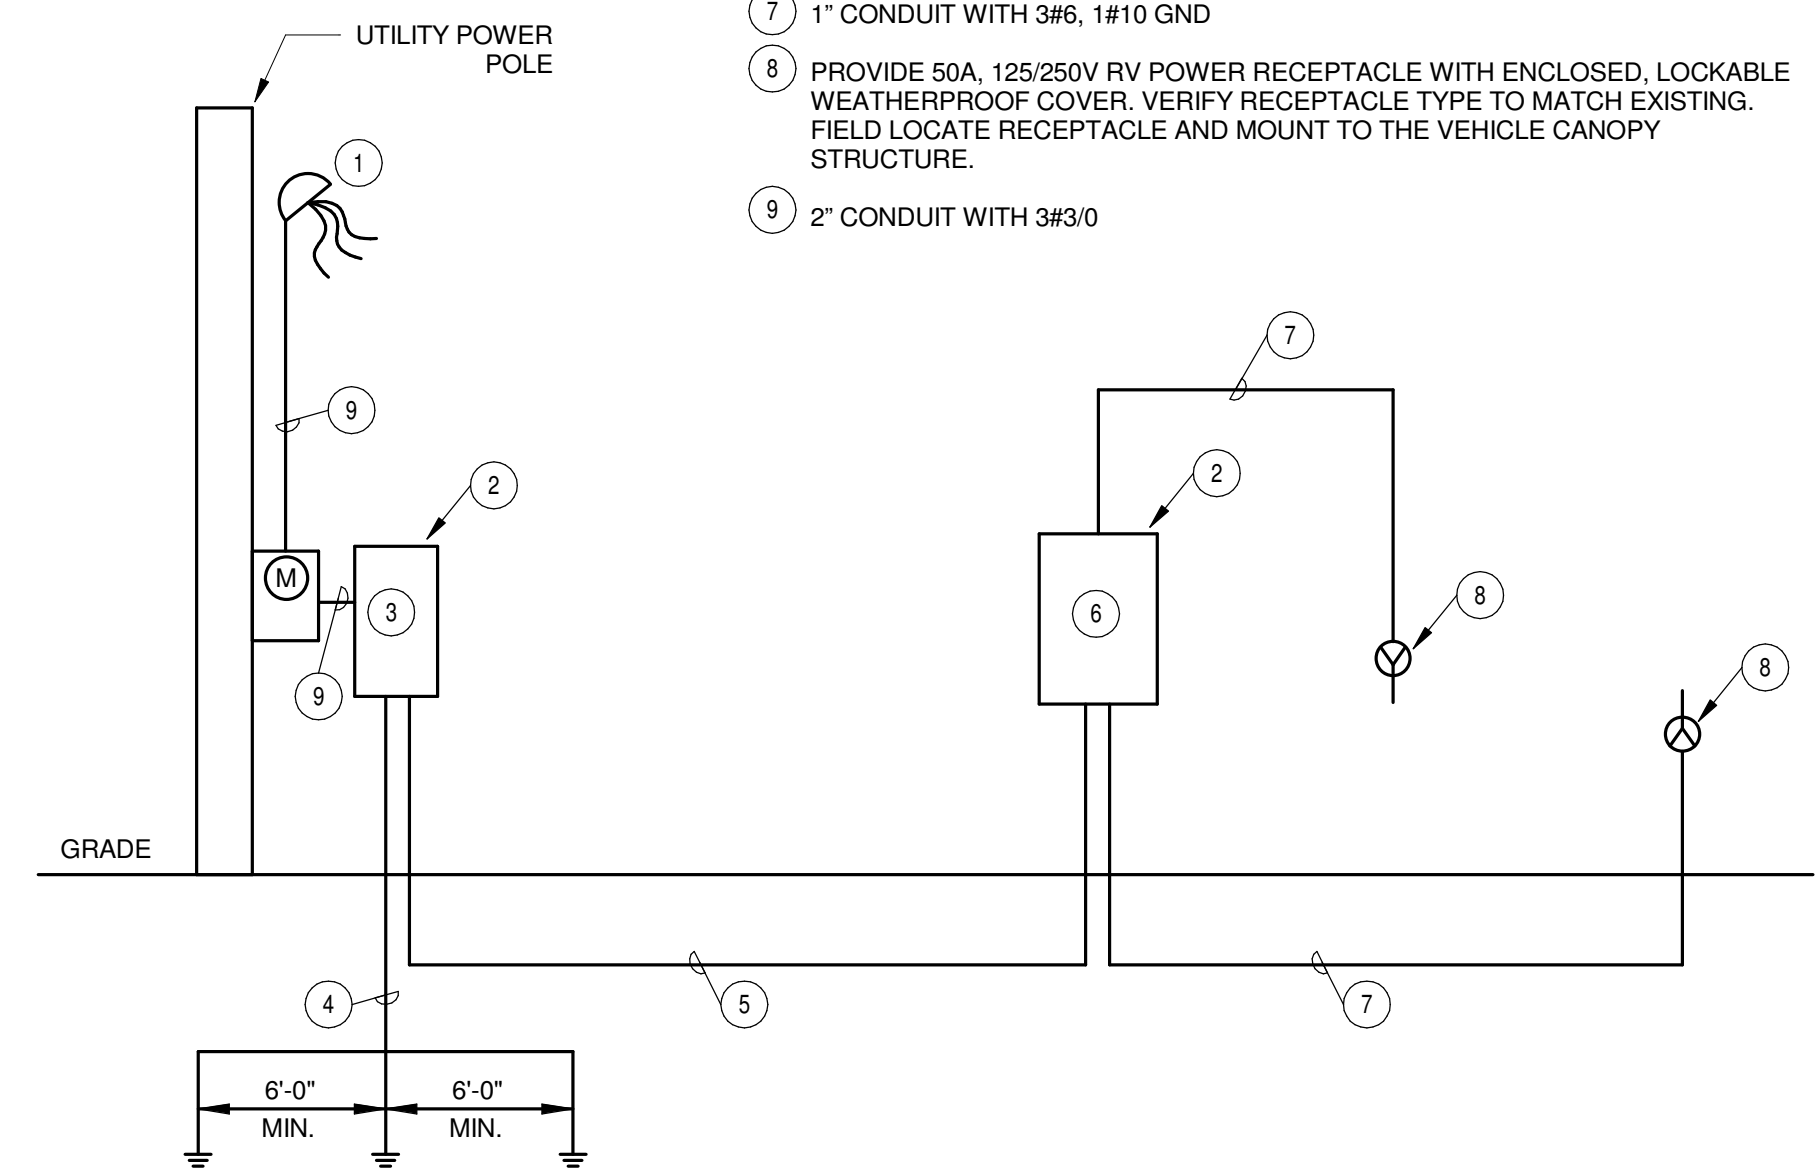 7 1” CONDUIT WITH 3#6, 1#10 GND
8 PROVIDE 50A, 125/250V RV POWER RECEPTACLE WITH ENCLOSED, LOCKABLE
WEATHERPROOF COVER. VERIFY RECEPTACLE TYPE TO MATCH EXISTING.
FIELD LOCATE RECEPTACLE AND MOUNT TO THE VEHICLE CANOPY
STRUCTURE.
9 2” CONDUIT WITH 3#3/0
UTILITY POWER
POLE
1
7
9
2
2
M
3
6
8
9
8
GRADE
4
5
7
6'-0"
MIN.
6'-0"
MIN.